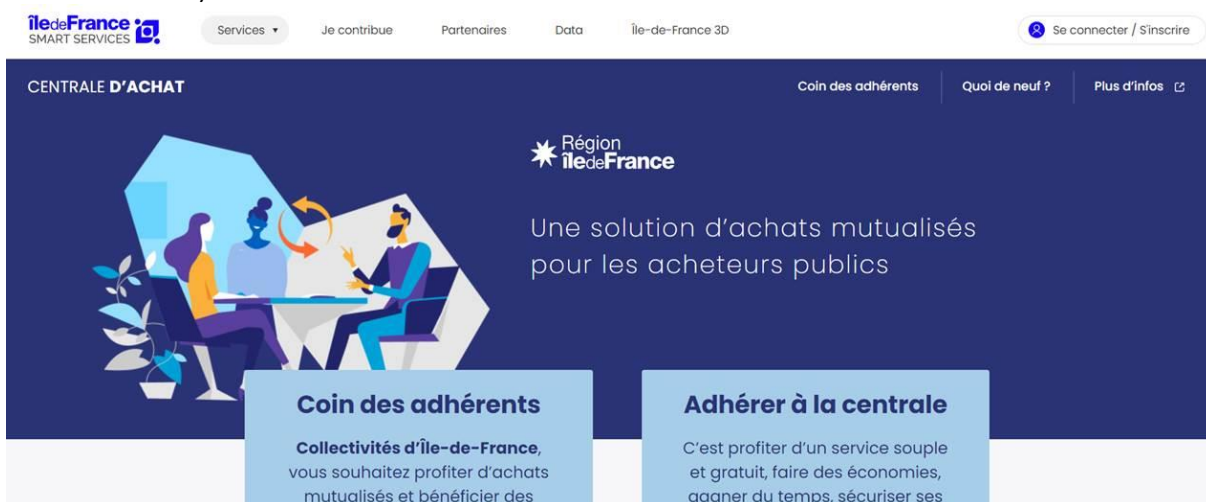 îledeFrance
SMART SERVICES
Services ▾
Je contribue
Partenaires
Data
Île-de-France 3D
Se connecter / S'inscrire
CENTRALE D'ACHAT
Coin des adhérents
Quoi de neuf ?
Plus d'infos
Région
îledeFrance
Une solution d'achats mutualisés
pour les acheteurs publics
Coin des adhérents
Collectivités d'Île-de-France,
vous souhaitez profiter d'achats
mutualisés et bénéficier des
Adhérer à la centrale
C'est profiter d'un service souple
et gratuit, faire des économies,
gagner du temps, sécuriser ses